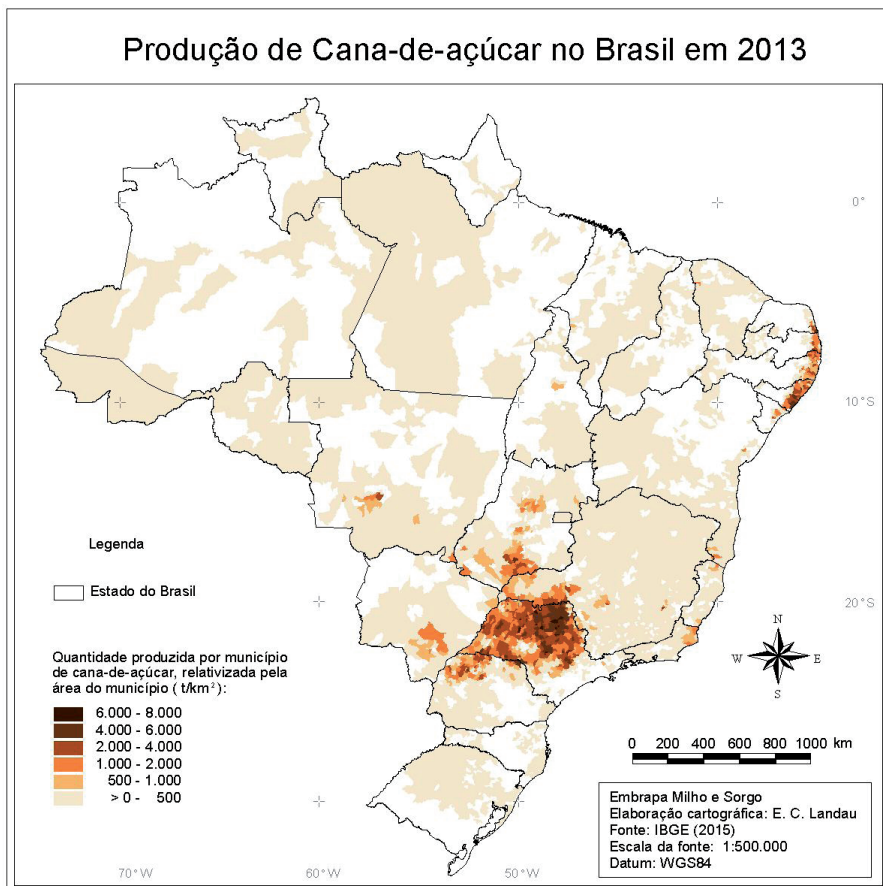 Produção de Cana-de-açúcar no Brasil em 2013
0°
10°S
20°S
Legenda
Estado do Brasil
Quantidade produzida por município
de cana-de-açúcar, relativizada pela
área do município ( t/km²):
6.000 - 8.000
4.000 - 6.000
2.000 - 4.000
1.000 - 2.000
500 - 1.000
> 0 - 500
N
W E
S
0 200 400 600 800 1000 km
Embrapa Milho e Sorgo
Elaboração cartográfica: E. C. Landau
Fonte: IBGE (2015)
Escala da fonte: 1:500.000
Datum: WGS84
70°W 60°W 50°W